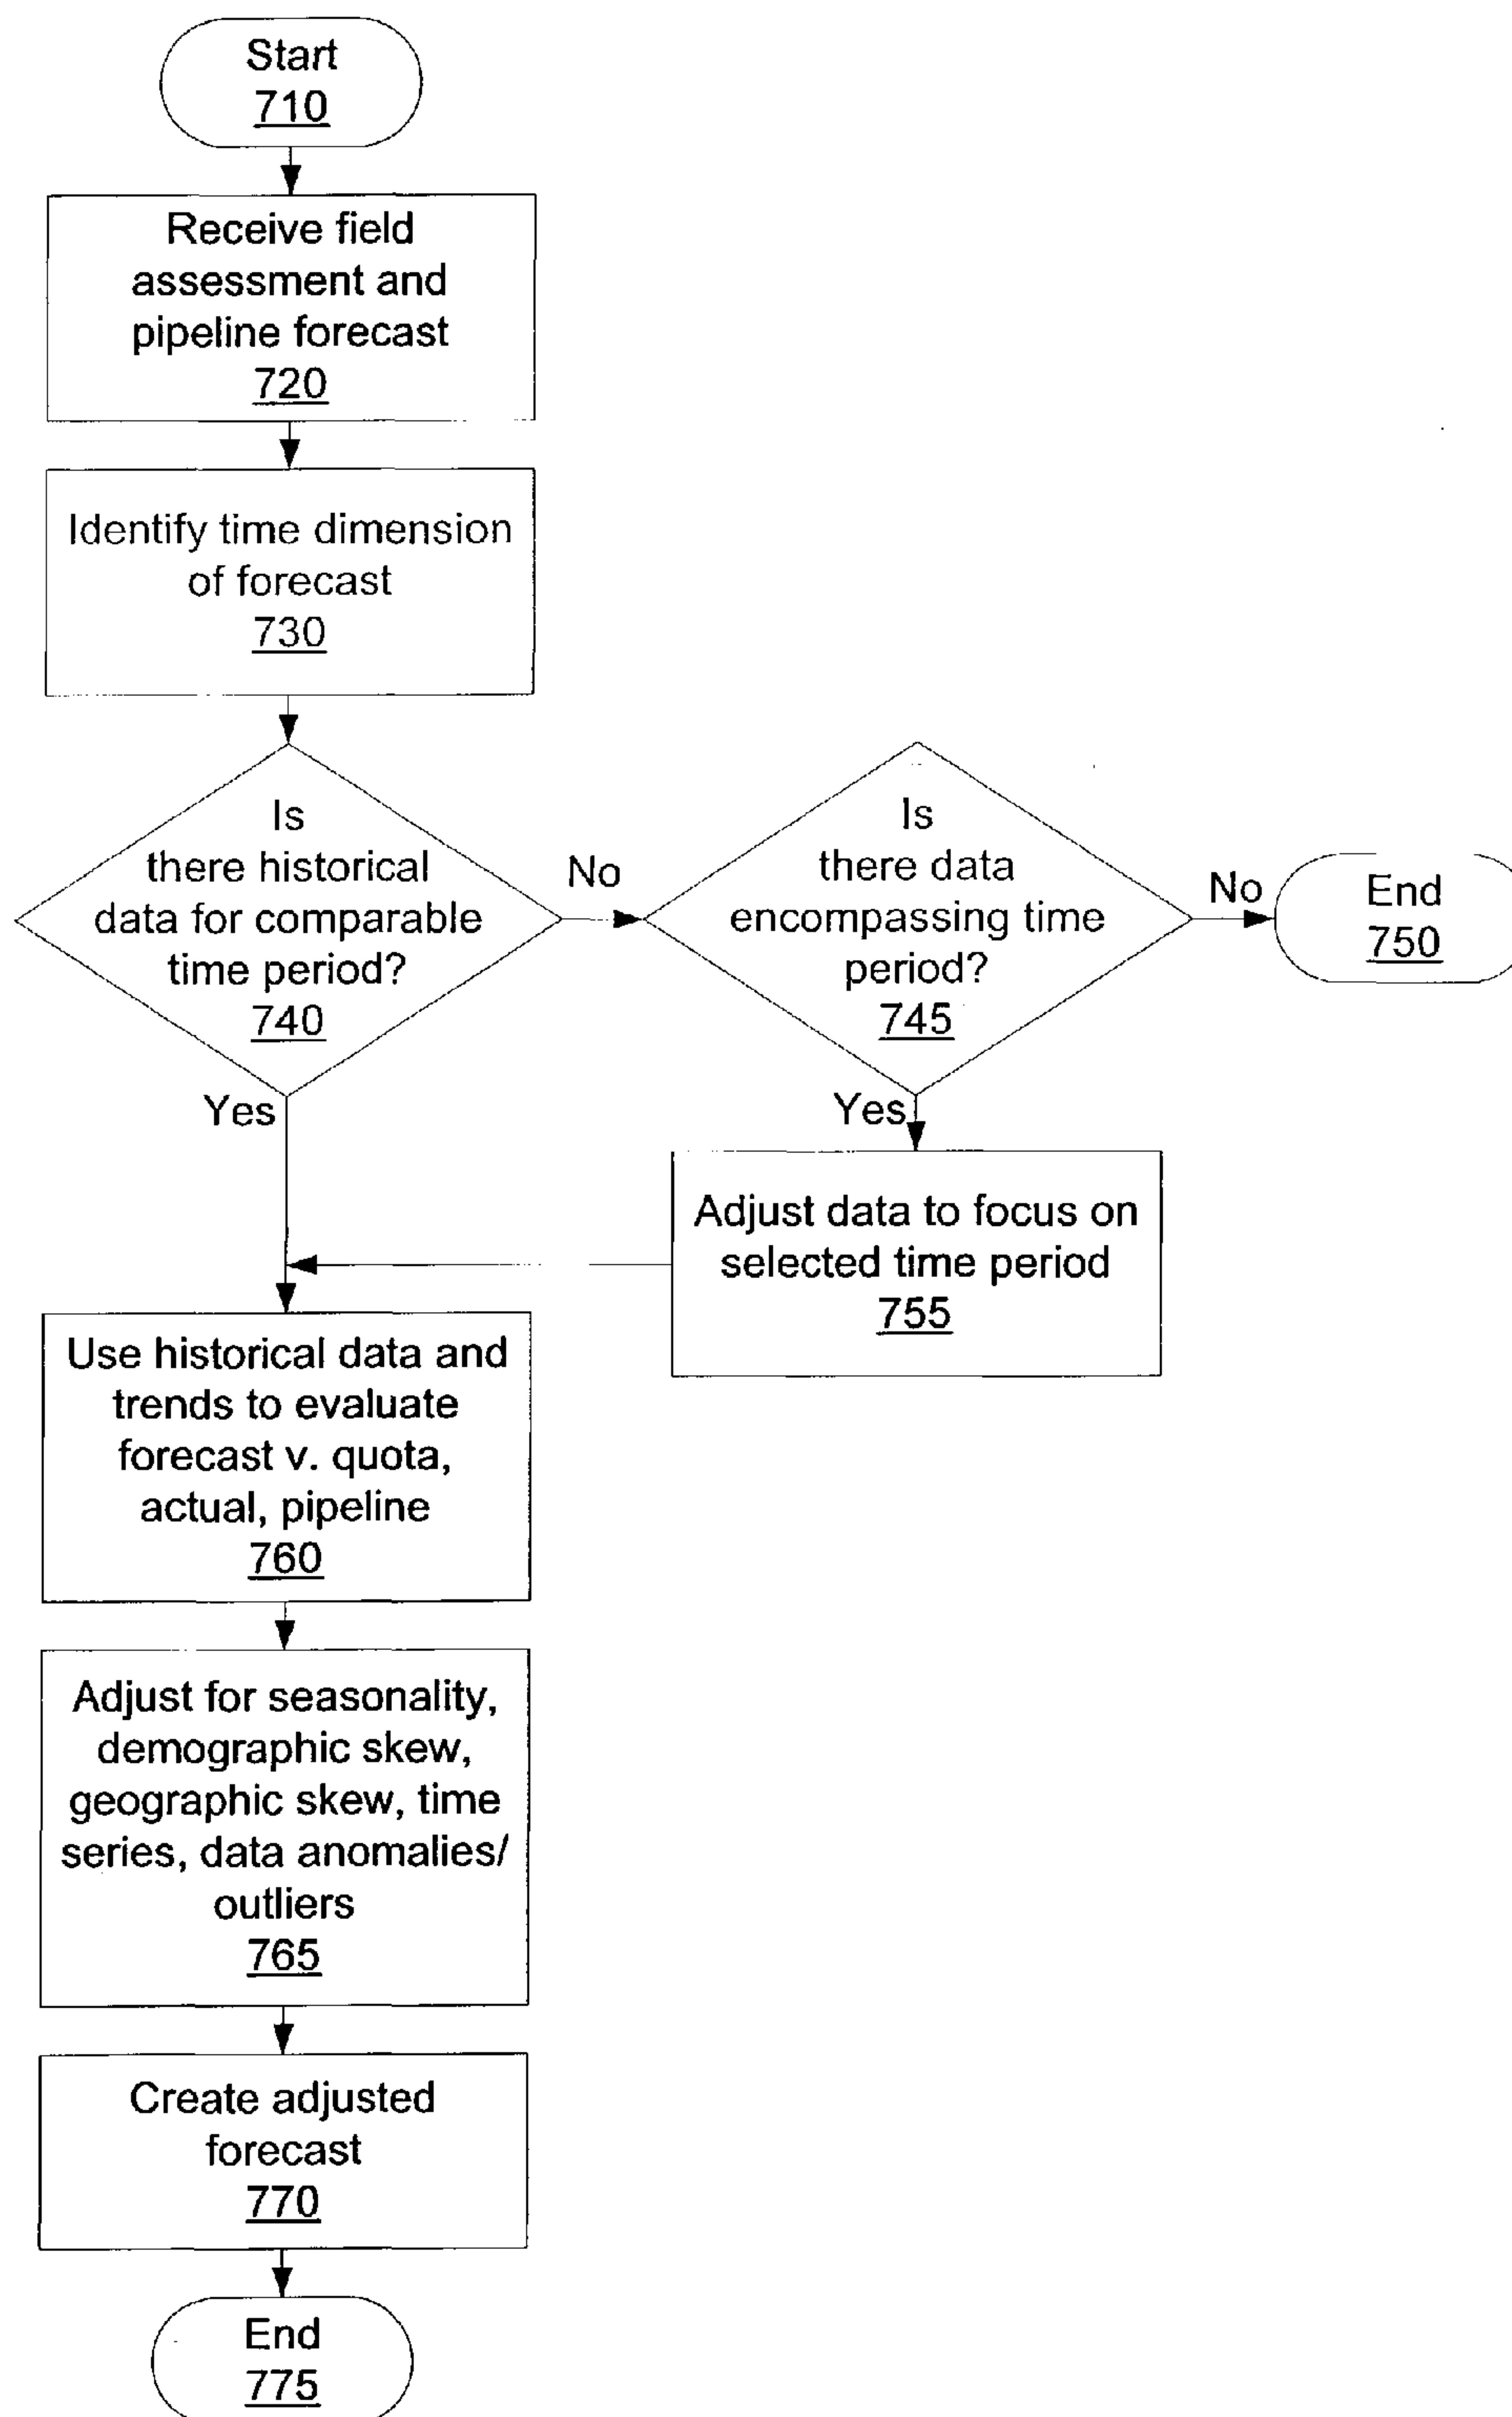 Start
710
Receive field
assessment and
pipeline forecast
720
Identify time dimension
of forecast
730
Is
there historical
data for comparable
time period?
740
No
Is
there data
encompassing time
period?
745
No
End
750
Yes
Yes
Adjust data to focus on
selected time period
755
Use historical data and
trends to evaluate
forecast v. quota,
actual, pipeline
760
Adjust for seasonality,
demographic skew,
geographic skew, time
series, data anomalies/
outliers
765
Create adjusted
forecast
770
End
775